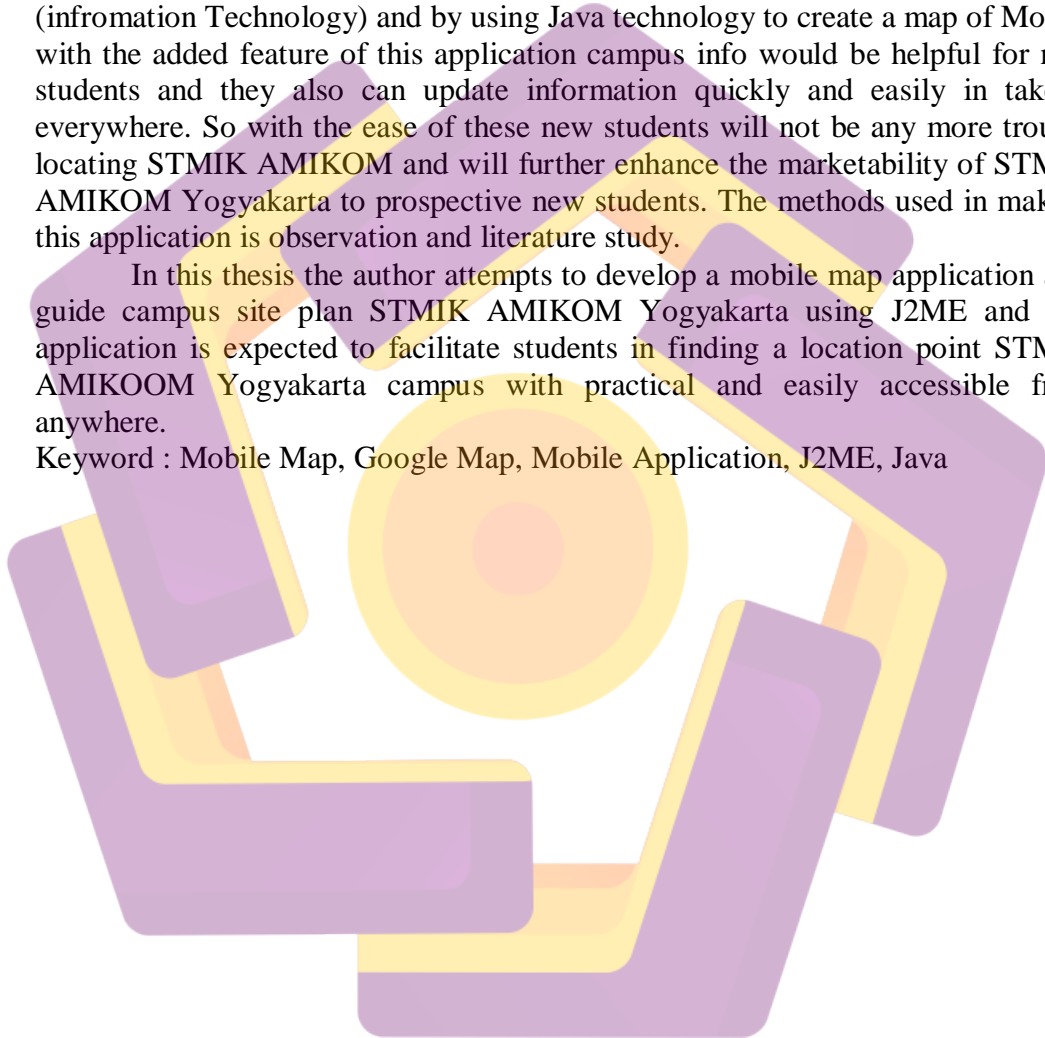 (infromation Technology) and by using Java technology to create a map of Mo
with the added feature of this application campus info would be helpful for
students and they also can update information quickly and easily in tak
everywhere. So with the ease of these new students will not be any more trou
locating STMIK AMIKOM and will further enhance the marketability of STM
AMIKOM Yogyakarta to prospective new students. The methods used in mak
this application is observation and literature study.
In this thesis the author attempts to develop a mobile map application
guide campus site plan STMIK AMIKOM Yogyakarta using J2ME and
application is expected to facilitate students in finding a location point STM
AMIKOOM Yogyakarta campus with practical and easily accessible fr
anywhere.
Keyword : Mobile Map, Google Map, Mobile Application, J2ME, Java